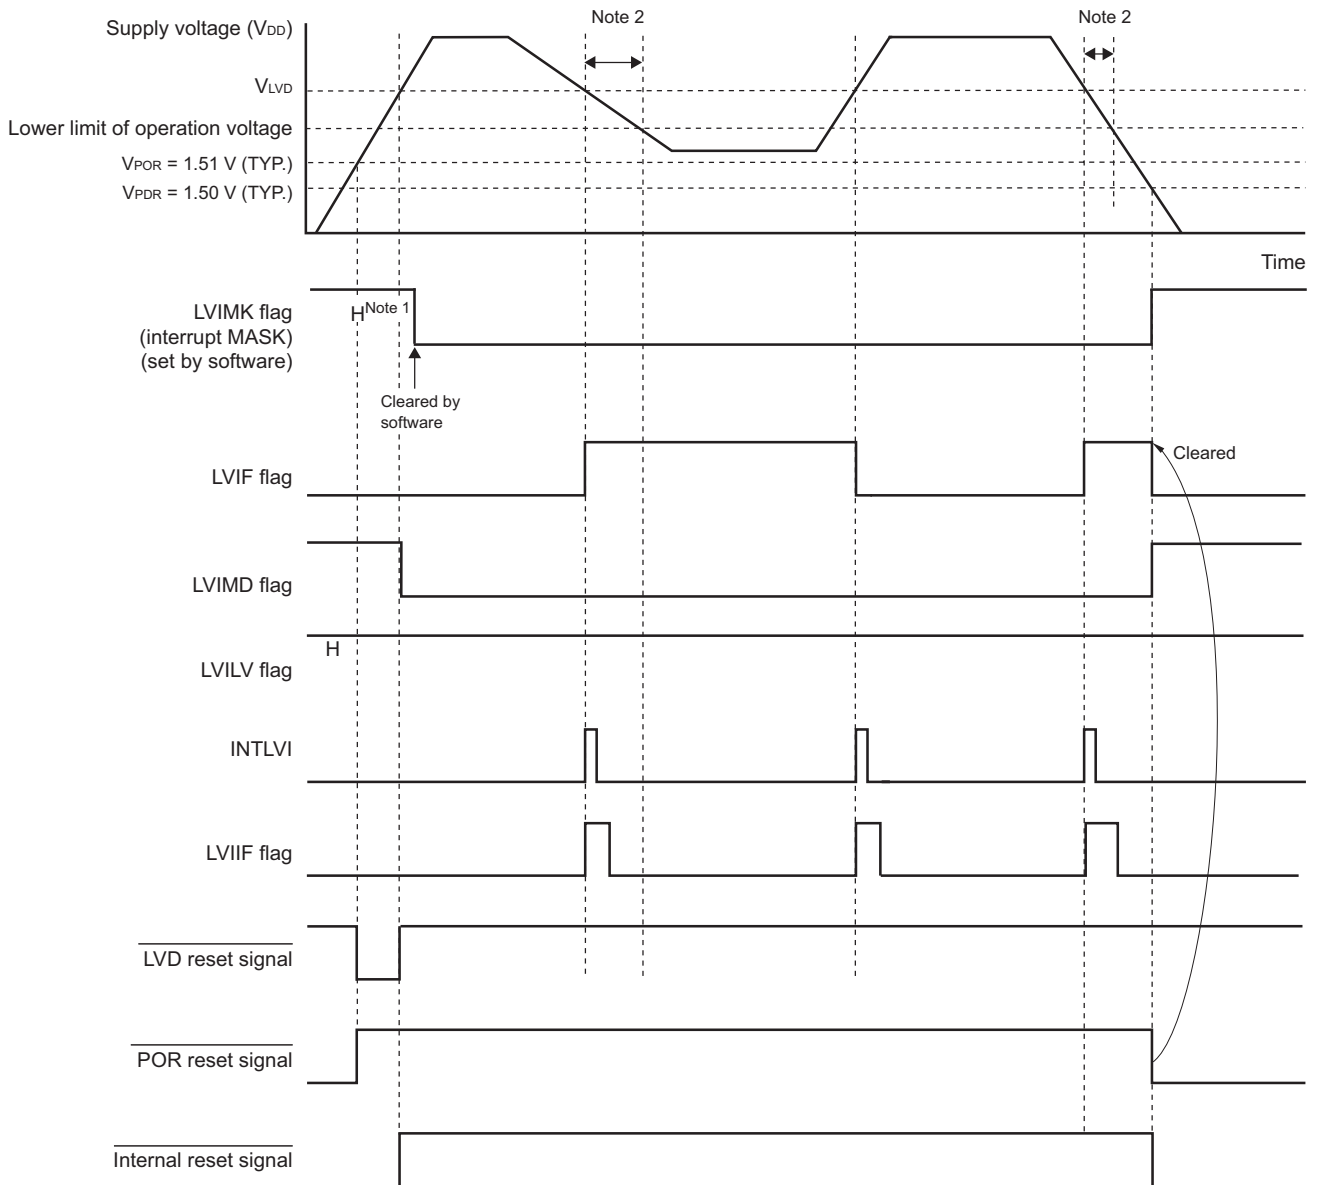 Note 2
Note 2
Supply voltage (VDD)
VLVD
Lower limit of operation voltage
VPOR = 1.51 V (TYP.)
VPDR = 1.50 V (TYP.)
Time
LVIMK flag
(interrupt MASK)
(set by software)
H Note 1
Cleared by
software
LVIF flag
Cleared
LVIMD flag
H
LVILV flag
INTLVI
LVIIF flag
LVD reset signal
POR reset signal
Internal reset signal